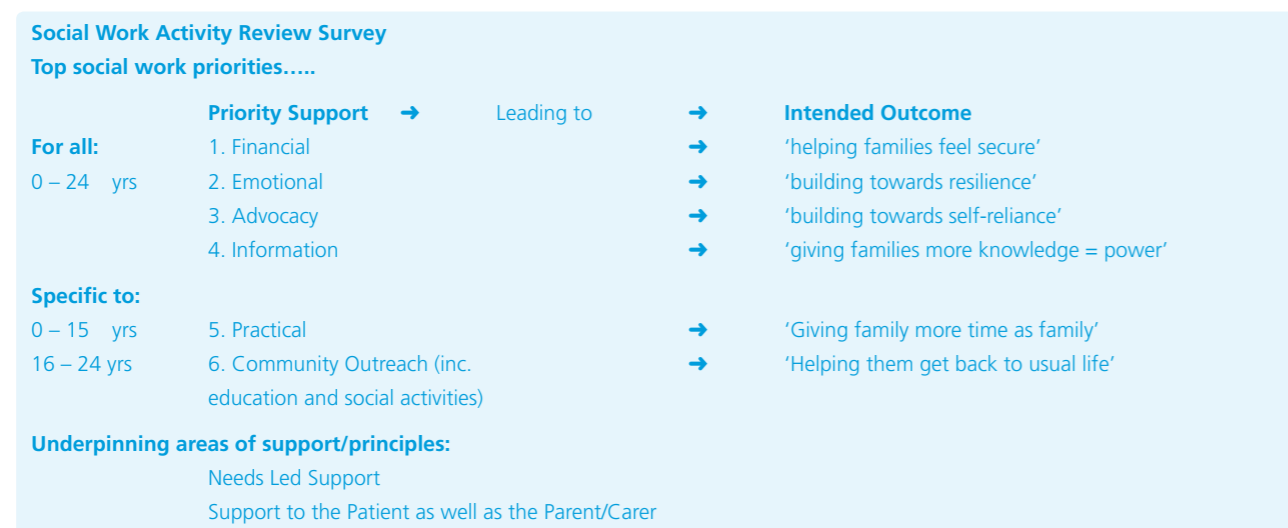 Social Work Activity Review Survey
Top social work priorities.....
Priority Support ➜ Leading to ➜ Intended Outcome
For all: 1. Financial ➜ ‘helping families feel secure’
0 – 24 yrs 2. Emotional ➜ ‘building towards resilience’
3. Advocacy ➜ ‘building towards self-reliance’
4. Information ➜ ‘giving families more knowledge = power’
Specific to:
0 – 15 yrs 5. Practical ➜ ‘Giving family more time as family’
16 – 24 yrs 6. Community Outreach (inc. ➜ ‘Helping them get back to usual life’
education and social activities)
Underpinning areas of support/principles:
Needs Led Support
Support to the Patient as well as the Parent/Carer